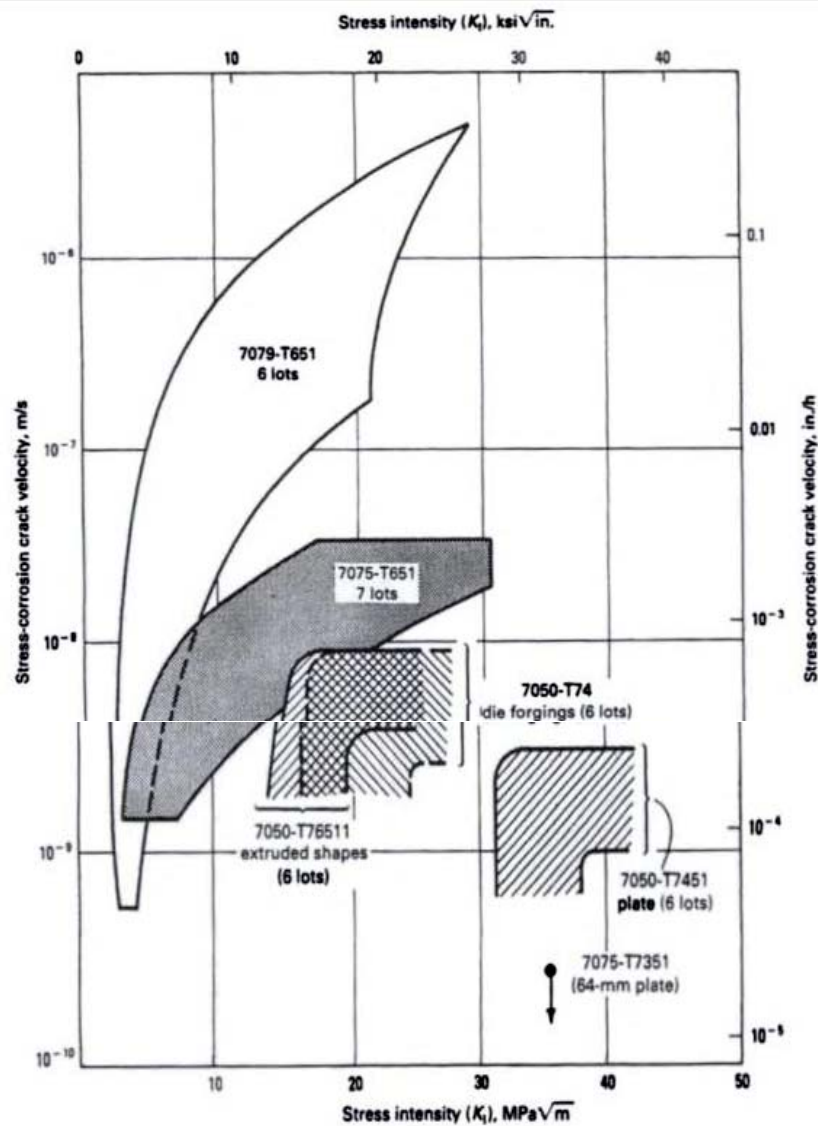 Stress intensity (K₁), ksi√in.
0 10 20 30 40
10⁻⁶
0.1
7079-T651
6 lots
Stress-corrosion crack velocity, m/s
Stress-corrosion crack velocity, in./h
10⁻⁷
0.01
7075-T651
7 lots
10⁻³
10⁻⁸
7050-T74
die forgings (6 lots)
10⁻⁴
7050-T76511
extruded shapes
(6 lots)
10⁻⁹
7050-T7451
plate (6 lots)
7075-T7351
(64-mm plate)
10⁻⁵
10⁻¹⁰
10 20 30 40 50
Stress intensity (K₁), MPa√m